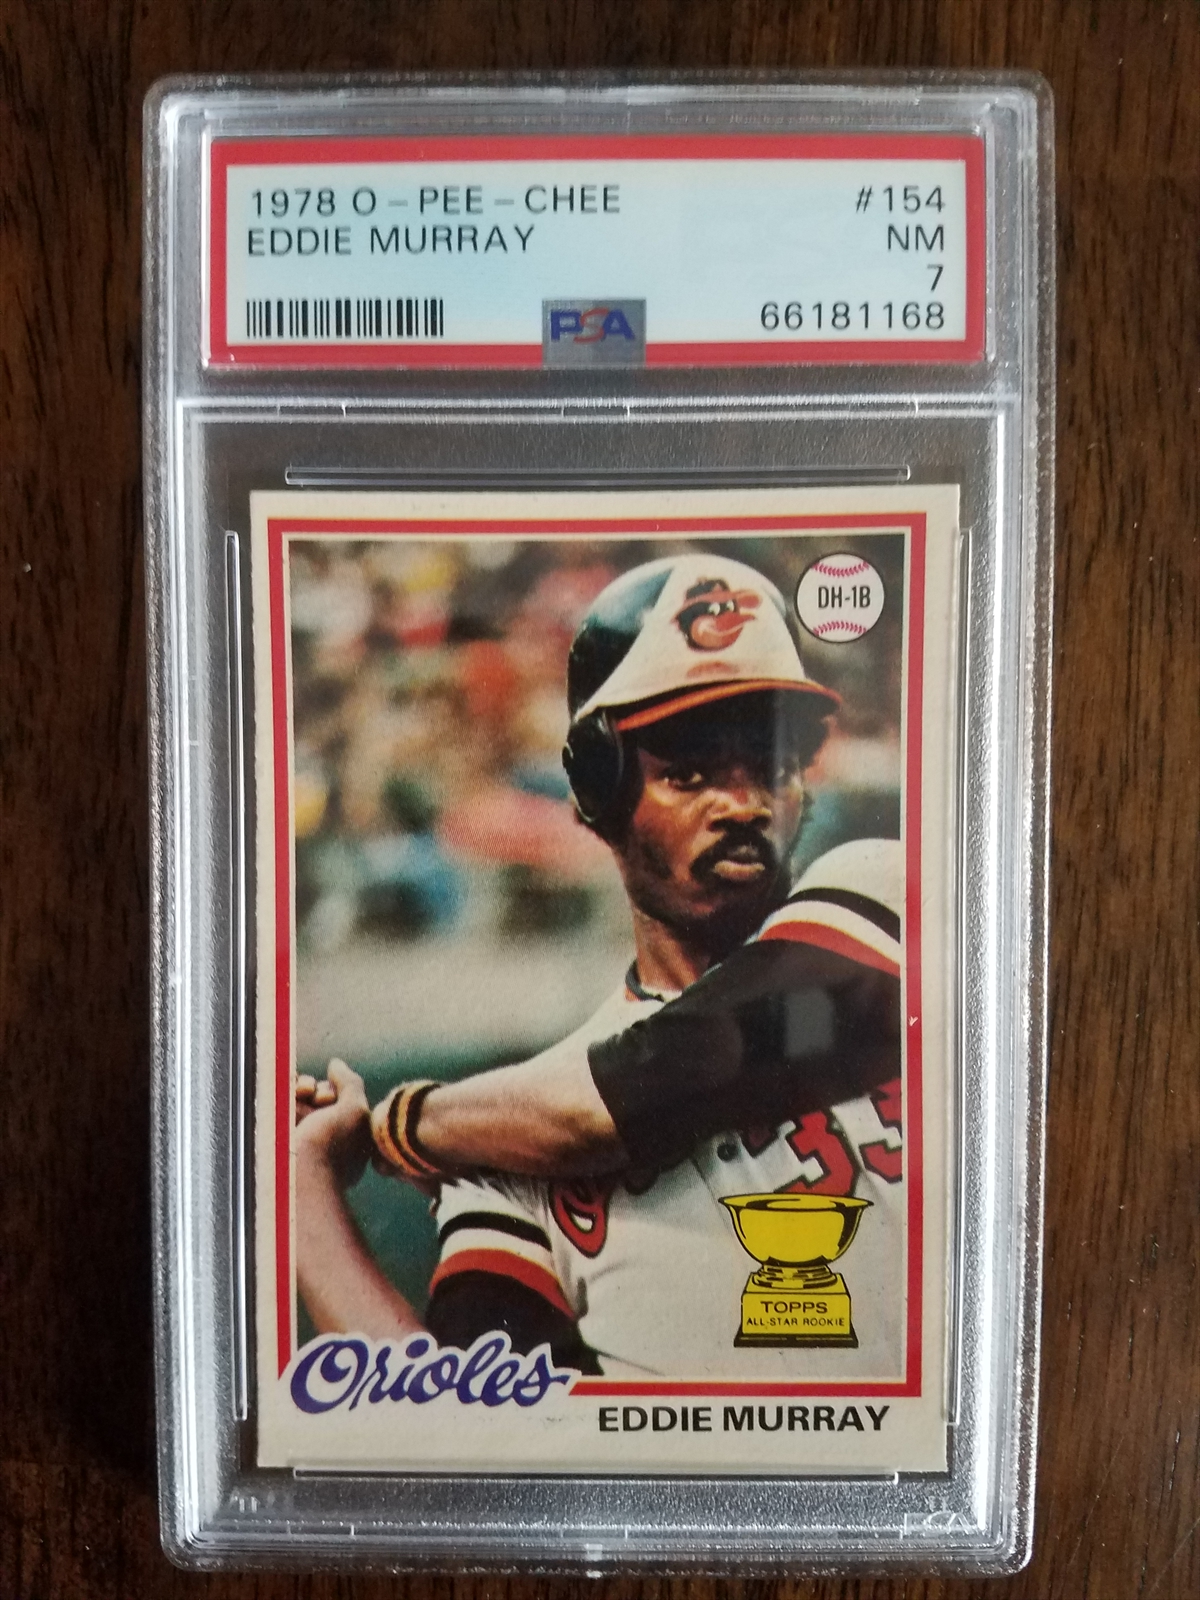 1978 O-PEE-CHEE #154
EDDIE MURRAY NM
7
66181168
PSA
DH-1B
33
TOPPS
ALL-STAR ROOKIE
Orioles
EDDIE MURRAY